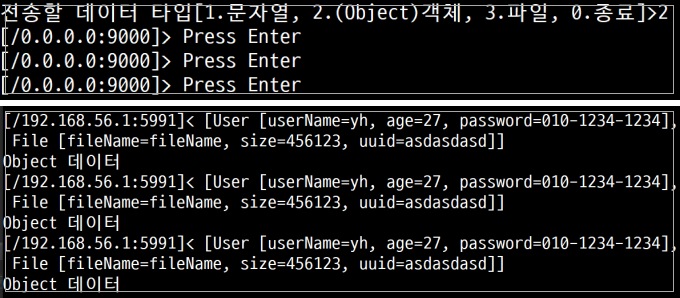 전송할 데이터 타입[1.문자열, 2.(Object)객체, 3.파일, 0.종료]>2
[/0.0.0.0:9000]> Press Enter
[/0.0.0.0:9000]> Press Enter
[/0.0.0.0:9000]> Press Enter
[/192.168.56.1:5991]< [User [userName=yh, age=27, password=010-1234-1234],
File [fileName=fileName, size=456123, uuid=asdasdasd]]
Object 데이터
[/192.168.56.1:5991]< [User [userName=yh, age=27, password=010-1234-1234],
File [fileName=fileName, size=456123, uuid=asdasdasd]]
Object 데이터
[/192.168.56.1:5991]< [User [userName=yh, age=27, password=010-1234-1234],
File [fileName=fileName, size=456123, uuid=asdasdasd]]
Object 데이터